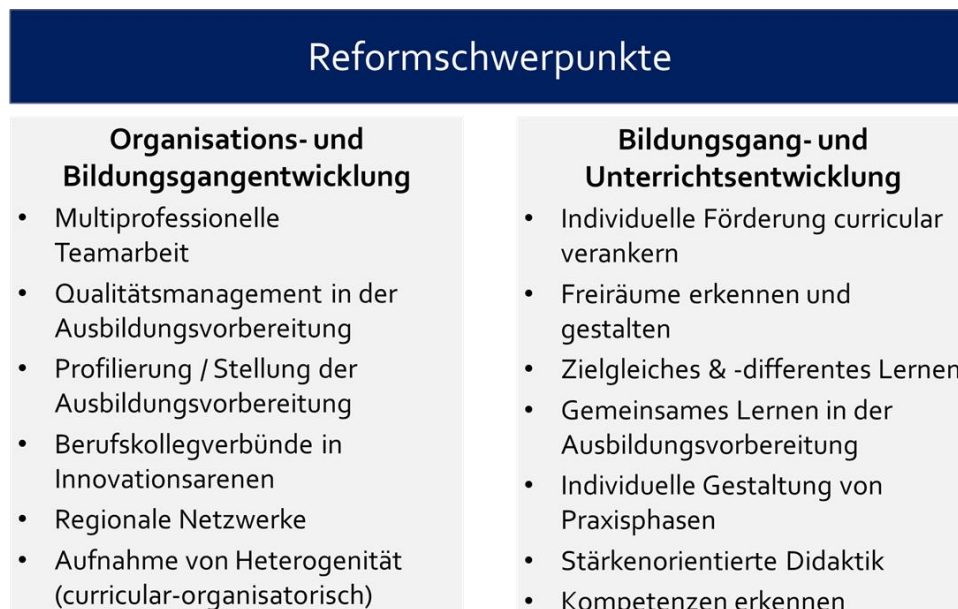 Reformschwerpunkte
Organisations- und
Bildungsgangentwicklung
• Multiprofessionelle
Teamarbeit
• Qualitätsmanagement in der
Ausbildungsvorbereitung
• Profilierung / Stellung der
Ausbildungsvorbereitung
• Berufskollegverbünde in
Innovationsarenen
• Regionale Netzwerke
• Aufnahme von Heterogenität
(curricular-organisatorisch)
Bildungsgang- und
Unterrichtsentwicklung
• Individuelle Förderung curricular
verankern
• Freiräume erkennen und
gestalten
• Zielgleiches & -differentes Lernen
• Gemeinsames Lernen in der
Ausbildungsvorbereitung
• Individuelle Gestaltung von
Praxisphasen
• Stärkenorientierte Didaktik
• Kompetenzen erkennen